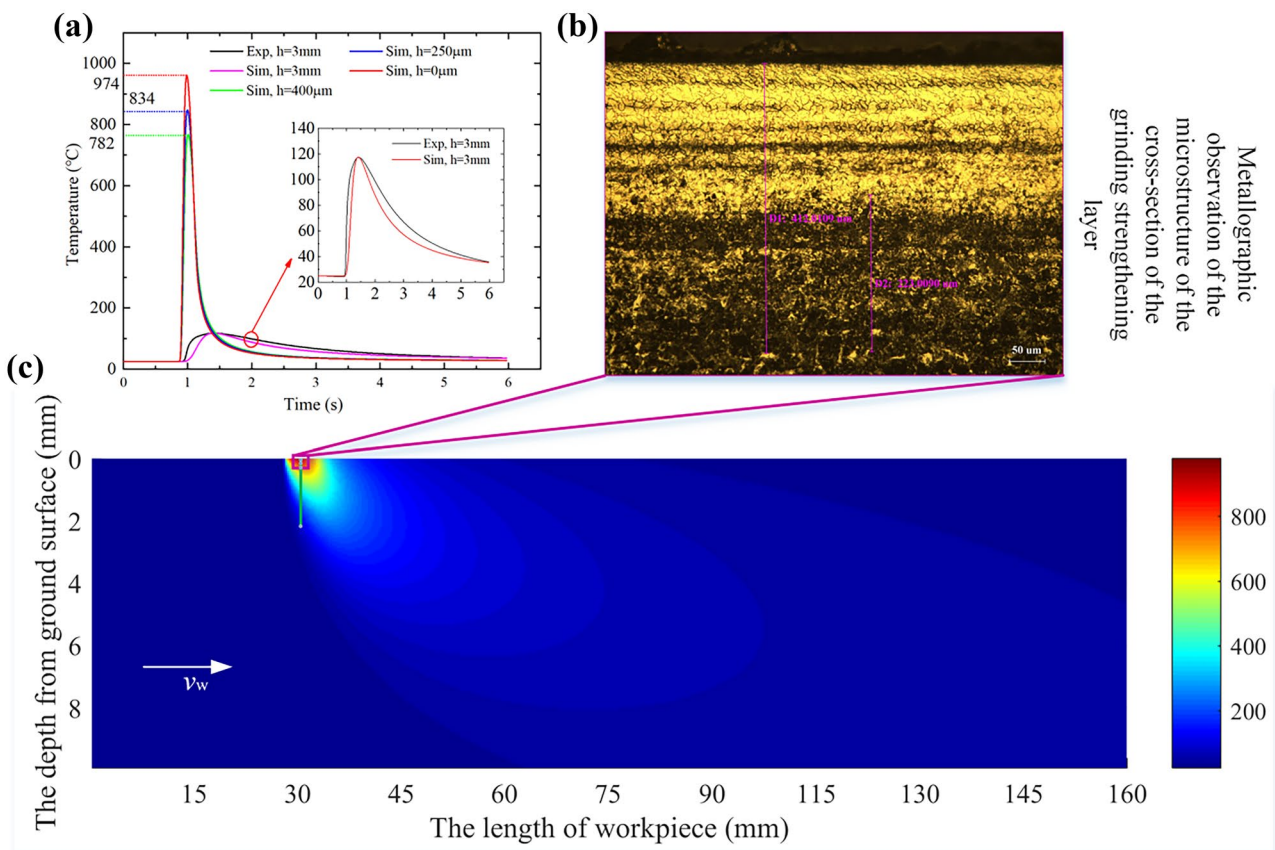 (a)
Exp, h=3mm
Sim, h=3mm
Sim, h=400μm
Sim, h=250μm
Sim, h=0μm
1000
974
834
800
782
600
400
200
0
Temperature (°C)
0 1 2 3 4 5 6
Time (s)
140
120
100
80
60
40
20
0 1 2 3 4 5 6
Exp, h=3mm
Sim, h=3mm
(b)
50 um
Metallographic
observation of the
microstructure of the
cross-section of the
grinding strengthening
layer
(c)
The depth from ground surface (mm)
0
2
4
6
8
vw
15 30 45 60 75 90 115 130 145 160
The length of workpiece (mm)
800
600
400
200